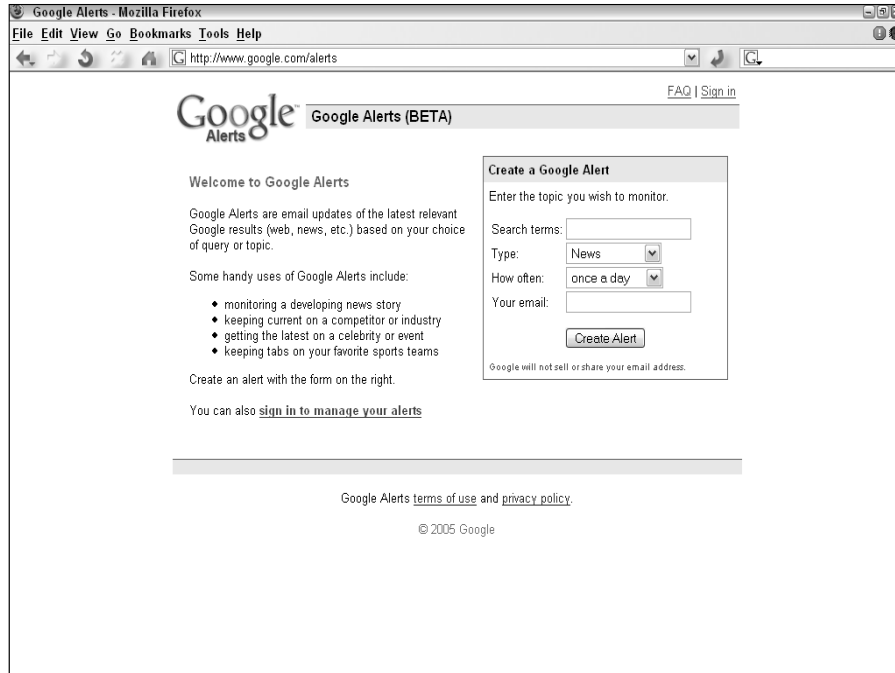 Google Alerts - Mozilla Firefox
File Edit View Go Bookmarks Tools Help
G http://www.google.com/alerts G
FAQ | Sign in
Google™
Alerts
Google Alerts (BETA)
Welcome to Google Alerts
Google Alerts are email updates of the latest relevant
Google results (web, news, etc.) based on your choice
of query or topic.
Some handy uses of Google Alerts include:
• monitoring a developing news story
• keeping current on a competitor or industry
• getting the latest on a celebrity or event
• keeping tabs on your favorite sports teams
Create an alert with the form on the right.
You can also sign in to manage your alerts
Create a Google Alert
Enter the topic you wish to monitor.
Search terms:
Type: News
How often: once a day
Your email:
Create Alert
Google will not sell or share your email address.
Google Alerts terms of use and privacy policy.
© 2005 Google